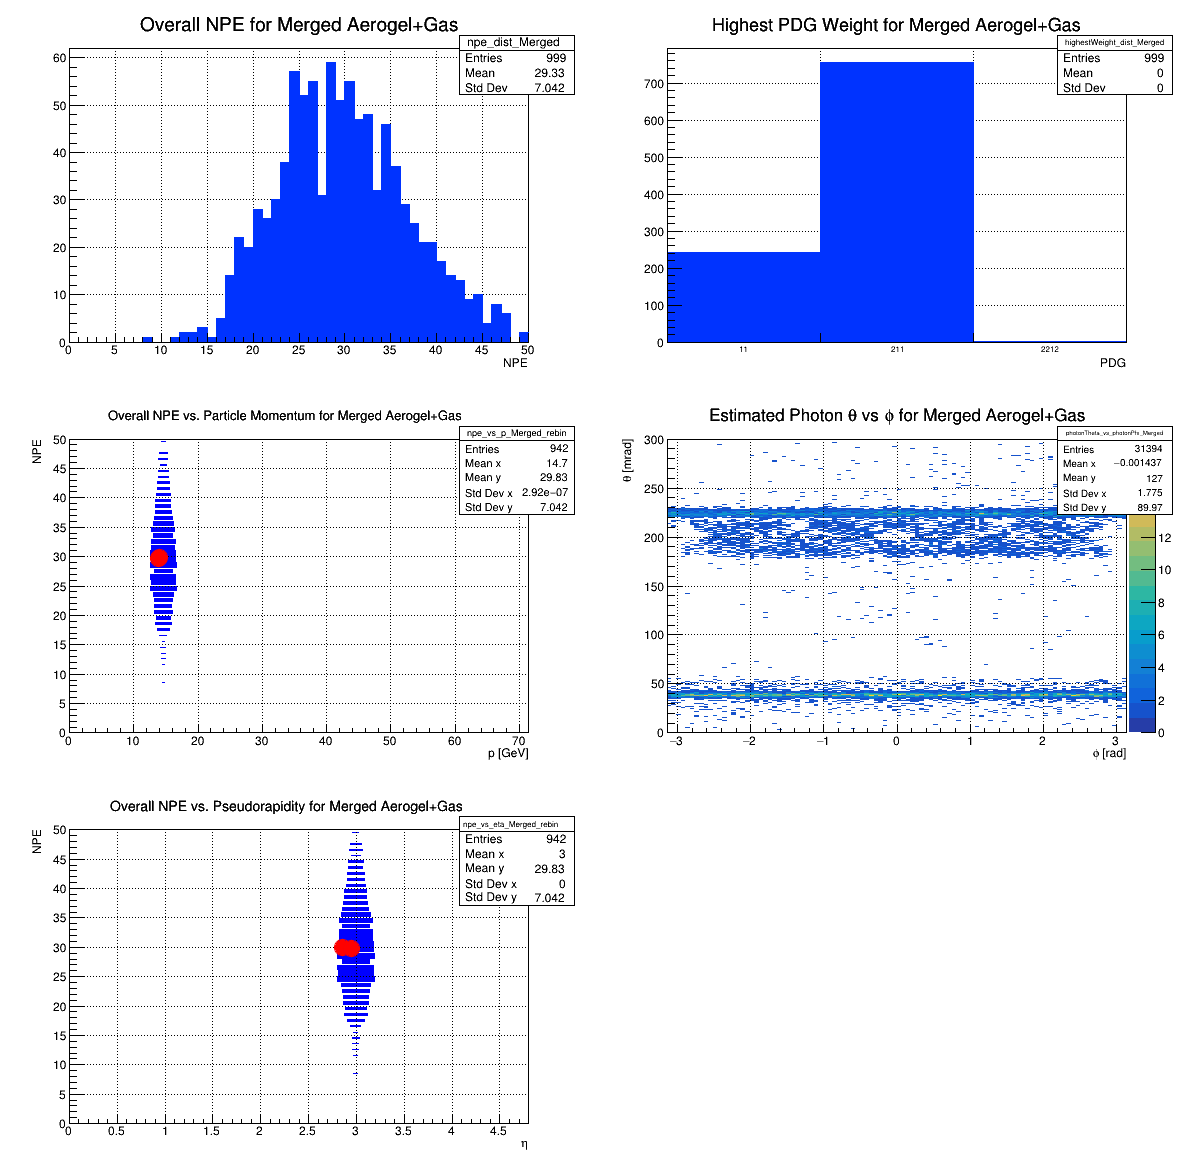 Overall NPE for Merged Aerogel+Gas
npe_dist_Merged
Entries 999
Mean 29.33
Std Dev 7.042
60
50
40
30
20
10
0
0 5 10 15 20 25 30 35 40 45 50
NPE
Highest PDG Weight for Merged Aerogel+Gas
highestWeight_dist_Merged
Entries 999
Mean 0
Std Dev 0
700
600
500
400
300
200
100
0
11 211 2212
PDG
Overall NPE vs. Particle Momentum for Merged Aerogel+Gas
npe_vs_p_Merged_rebin
Entries 942
Mean x 14.7
Mean y 29.83
Std Dev x 2.92e−07
Std Dev y 7.042
NPE
50
45
40
35
30
25
20
15
10
5
0
0 10 20 30 40 50 60 70
p [GeV]
Estimated Photon θ vs ϕ for Merged Aerogel+Gas
photonTheta_vs_photonPhi_Merged
Entries 31394
Mean x −0.001437
Mean y 127
Std Dev x 1.775
Std Dev y 89.97
θ [mrad]
300
250
200
150
100
50
0
−3 −2 −1 0 1 2 3
ϕ [rad]
12
10
8
6
4
2
0
Overall NPE vs. Pseudorapidity for Merged Aerogel+Gas
npe_vs_eta_Merged_rebin
Entries 942
Mean x 3
Mean y 29.83
Std Dev x 0
Std Dev y 7.042
NPE
50
45
40
35
30
25
20
15
10
5
0
0 0.5 1 1.5 2 2.5 3 3.5 4 4.5
η